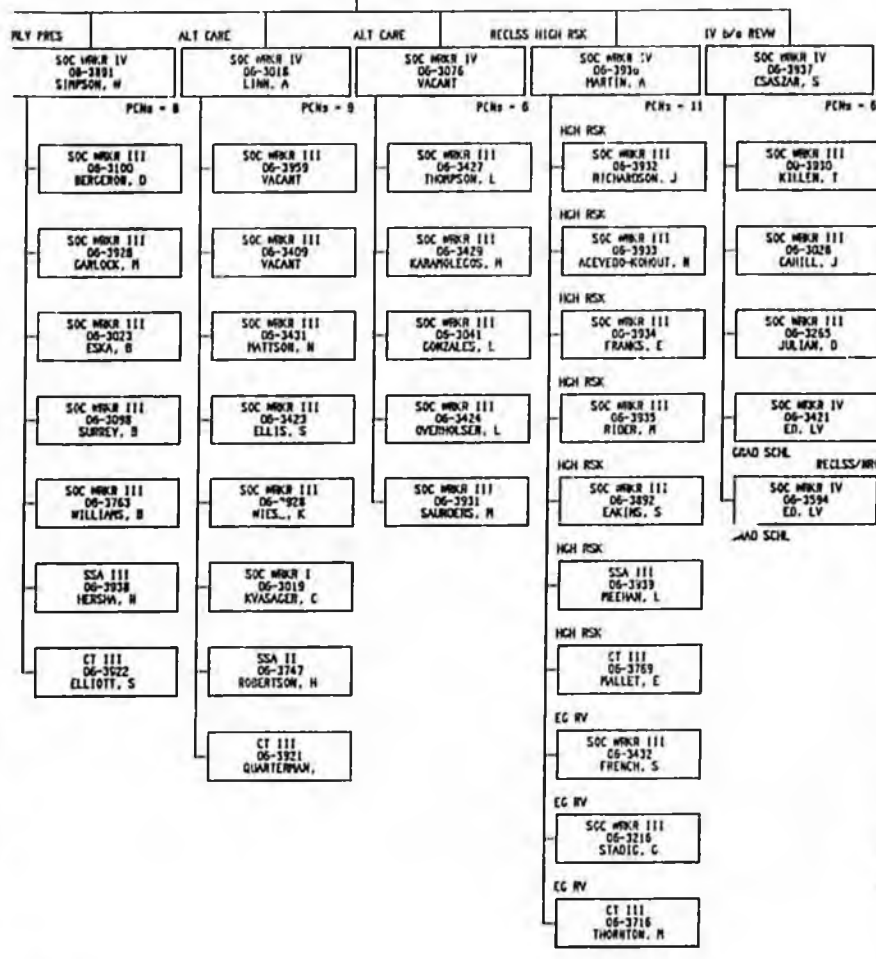 MLY PRES
SOC WRKR IV
06-3891
SIMPSON, W
PCNs - 8
SOC WRKR III
06-3100
BERGERON, D
SOC WRKR III
06-3928
GARLOCK, M
SOC WRKR III
06-3023
ESKA, B
SOC WRKR III
06-3098
SURREY, B
SOC WRKR III
06-3763
WILLIAMS, B
SSA III
06-3938
HERSHA, N
CT III
06-3922
ELLIOTT, S
ALT CARE
SOC WRKR IV
06-3018
LINN, A
PCNs - 9
SOC WRKR III
06-3959
VACANT
SOC WRKR III
06-3409
VACANT
SOC WRKR III
06-3431
MATTSON, N
SOC WRKR III
06-3423
ELLIS, S
SOC WRKR III
K
SOC WRKR I
06-3019
KVASAGER, C
SSA II
06-3747
ROBERTSON, H
CT III
06-3921
QUARTERMAN,
ALT CARE
SOC WRKR IV
06-3076
VACANT
PCNs - 6
SOC WRKR III
06-3427
THOMPSON, L
SOC WRKR III
06-3429
KARAMOLEGOS, M
SOC WRKR III
06-3041
GONZALES, L
SOC WRKR III
06-3424
OVERHOLSER, L
SOC WRKR III
06-3931
SAUNDERS, M
RECLSS HIGH RSK
SOC WRKR IV
MARTIN, A
PCNs - 11
HGH RSK
SOC WRKR III
06-3932
RICHARDSON, J
HGH RSK
SOC WRKR III
06-3933
ACEVEDO-KOHOUT, N
HGH RSK
SOC WRKR III
06-3934
FRANKS, E
HGH RSK
SOC WRKR III
06-3935
RIDER, M
HGH RSK
SOC WRKR III
06-3892
EAKINS, S
HGH RSK
SSA III
06-3939
MEEHAN, L
HGH RSK
CT III
06-3769
MALLET, E
EG RV
SOC WRKR III
06-3432
FRENCH, S
EG RV
SOC WRKR III
06-3216
STADIG, G
EG RV
CT III
06-3716
THORNTON, M
IV b/o REVW
SOC WRKR IV
06-3937
CSASZAR, S
PCNs - 6
SOC WRKR III
06-3930
KILLEN, T
SOC WRKR III
06-3028
CAHILL, J
SOC WRKR III
06-3265
JULIAN, D
SOC WRKR IV
06-3421
ED. LV
GRAD SCHL
RECLSS/NR
SOC WRKR IV
06-3594
ED. LV
SCHL